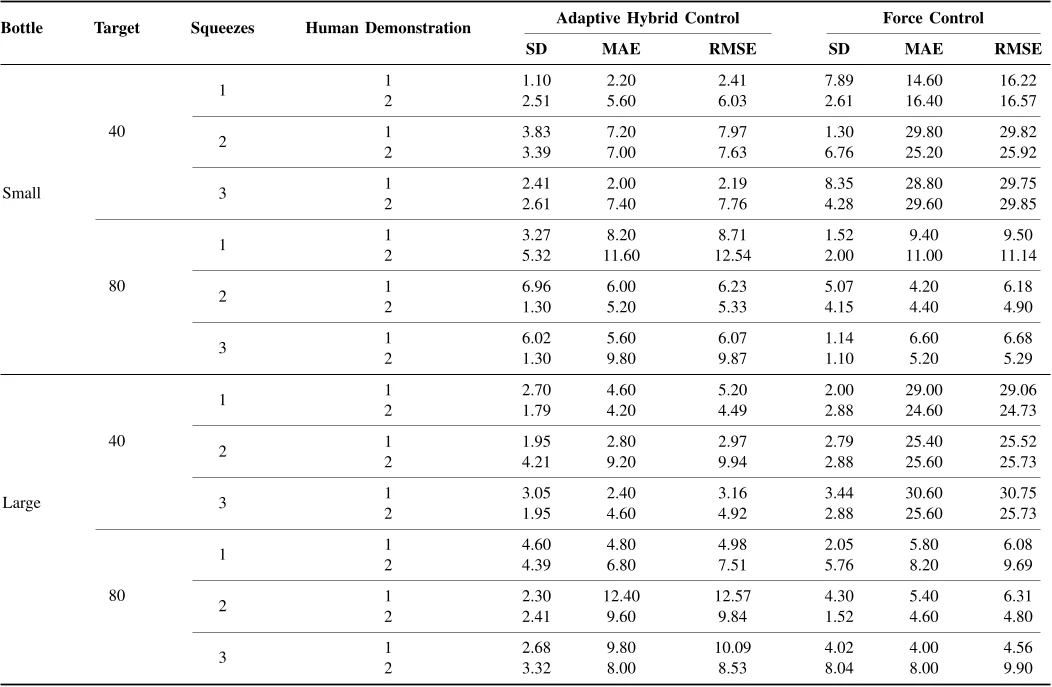 Bottle Target Squeezes Human Demonstration Adaptive Hybrid Control Force Control
SD MAE RMSE SD MAE RMSE
Small 40 1 1 1.10 2.20 2.41 7.89 14.60 16.22
2 2.51 5.60 6.03 2.61 16.40 16.57
2 1 3.83 7.20 7.97 1.30 29.80 29.82
2 3.39 7.00 7.63 6.76 25.20 25.92
3 1 2.41 2.00 2.19 8.35 28.80 29.75
2 2.61 7.40 7.76 4.28 29.60 29.85
80 1 1 3.27 8.20 8.71 1.52 9.40 9.50
2 5.32 11.60 12.54 2.00 11.00 11.14
2 1 6.96 6.00 6.23 5.07 4.20 6.18
2 1.30 5.20 5.33 4.15 4.40 4.90
3 1 6.02 5.60 6.07 1.14 6.60 6.68
2 1.30 9.80 9.87 1.10 5.20 5.29
Large 40 1 1 2.70 4.60 5.20 2.00 29.00 29.06
2 1.79 4.20 4.49 2.88 24.60 24.73
2 1 1.95 2.80 2.97 2.79 25.40 25.52
2 4.21 9.20 9.94 2.88 25.60 25.73
3 1 3.05 2.40 3.16 3.44 30.60 30.75
2 1.95 4.60 4.92 2.88 25.60 25.73
80 1 1 4.60 4.80 4.98 2.05 5.80 6.08
2 4.39 6.80 7.51 5.76 8.20 9.69
2 1 2.30 12.40 12.57 4.30 5.40 6.31
2 2.41 9.60 9.84 1.52 4.60 4.80
3 1 2.68 9.80 10.09 4.02 4.00 4.56
2 3.32 8.00 8.53 8.04 8.00 9.90